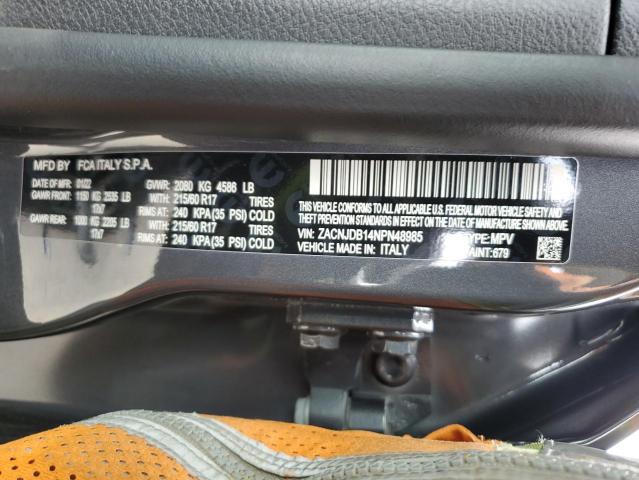 MFD BY FCA ITALY S.P.A.
DATE OF MFR 01/22 GVWR: 2080 KG 4586 LB
GAWR FRONT: 1150 KG 2535 LB WITH 215/60 R17 TIRES
RIMS AT: 240 KPA(35 PSI) COLD
GAWR REAR: 1000 KG 2205 LB WITH 215/60 R17 TIRES
17x7 RIMS AT: 240 KPA(35 PSI) COLD
THIS VEHICLE CONFORMS TO ALL APPLICABLE U.S. FEDERAL MOTOR VEHICLE SAFETY AND
THEFT PREVENTION STANDARDS IN EFFECT ON THE DATE OF MANUFACTURE SHOWN ABOVE
VIN: ZACNJDB14NPN48985 TYPE:MPV
VEHICLE MADE IN: ITALY PAINT:679